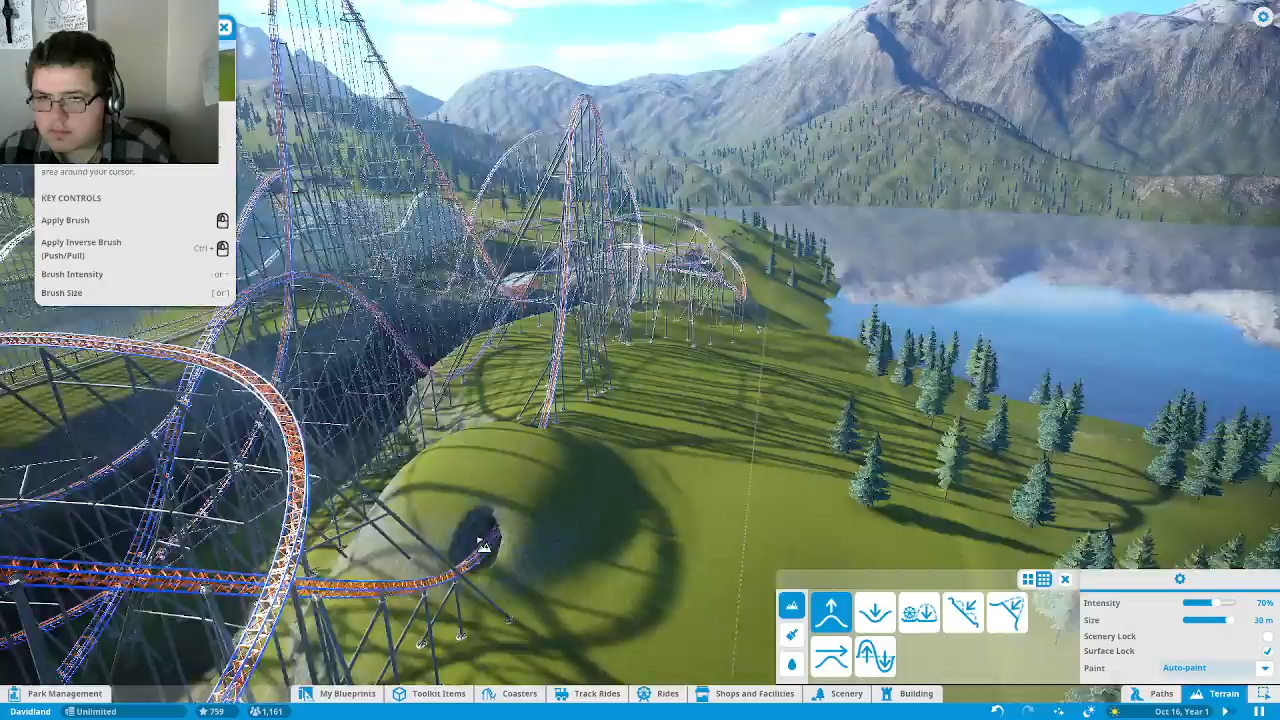 area around your cursor.
KEY CONTROLS
Apply Brush
Apply Inverse Brush
(Push/Pull)
Ctrl +
Brush Intensity
- or =
Brush Size
[ or ]
Intensity
70%
Size
30 m
Scenery Lock
Surface Lock
Paint
Auto-paint
Park Management
My Blueprints
Toolkit Items
Coasters
Track Rides
Rides
Shops and Facilities
Scenery
Building
Paths
Terrain
Davidland
Unlimited
759
1,161
Oct 16, Year 1